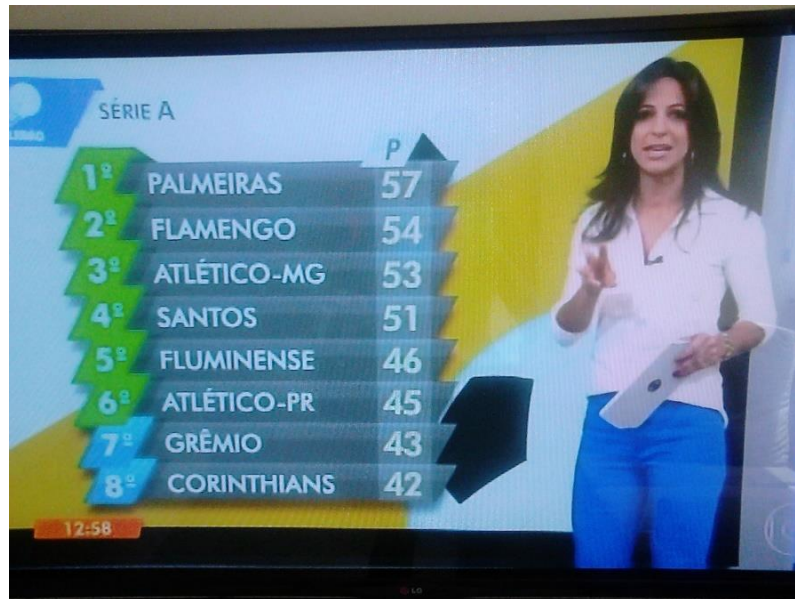 SÉRIE A
P
1º PALMEIRAS 57
2º FLAMENGO 54
3º ATLÉTICO-MG 53
4º SANTOS 51
5º FLUMINENSE 46
6º ATLÉTICO-PR 45
7º GRÊMIO 43
8º CORINTHIANS 42
12:58
LG